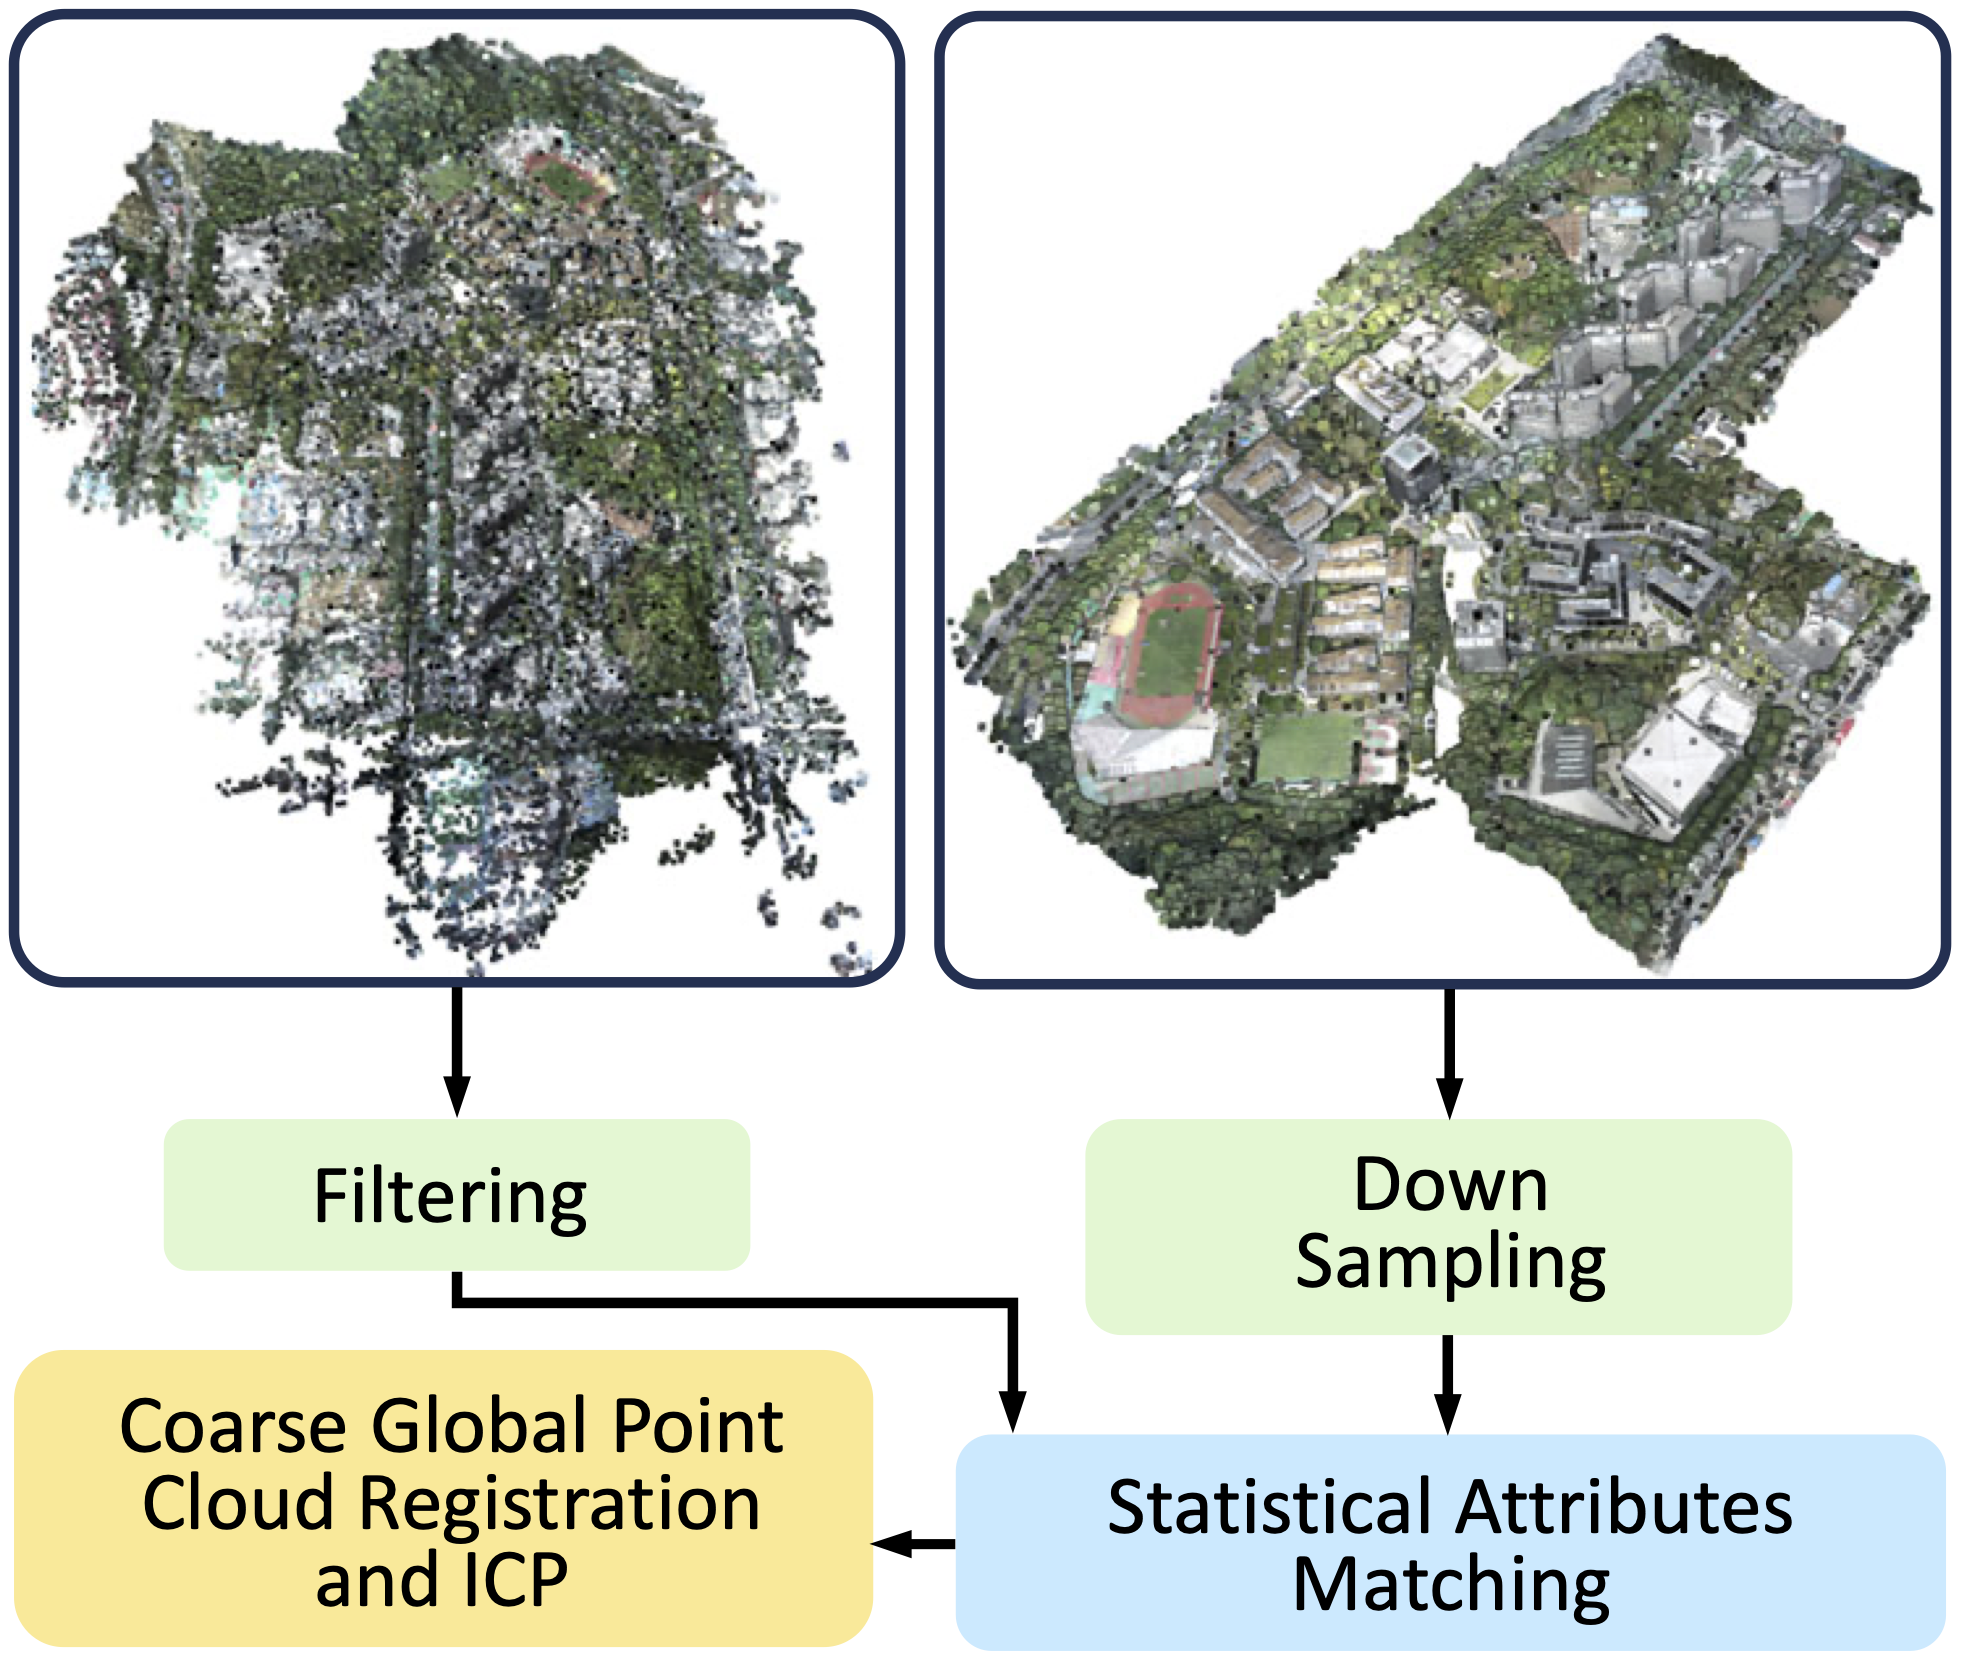 Filtering
Down
Sampling
Coarse Global Point
Cloud Registration
and ICP
Statistical Attributes
Matching